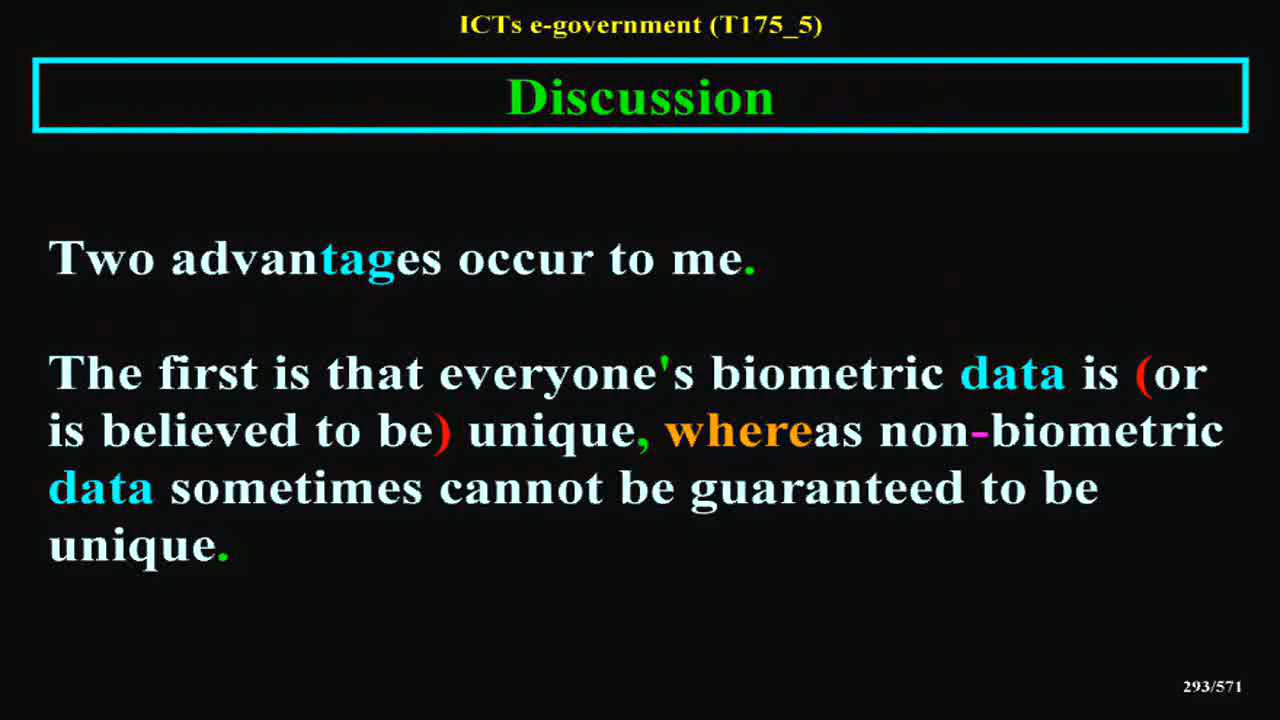 ICTs e-government (T175_5)
Discussion
Two advantages occur to me.
The first is that everyone's biometric data is (or
is believed to be) unique, whereas non-biometric
data sometimes cannot be guaranteed to be
unique.
293/571